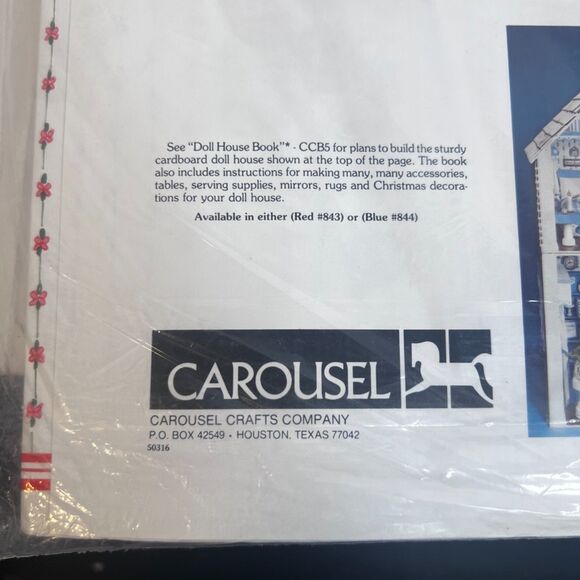 See "Doll House Book"* - CCB5 for plans to build the sturdy
cardboard doll house shown at the top of the page. The book
also includes instructions for making many, many accessories,
tables, serving supplies, mirrors, rugs and Christmas decora-
tions for your doll house.
Available in either (Red #843) or (Blue #844)
CAROUSEL
CAROUSEL CRAFTS COMPANY
P.O. BOX 42549 • HOUSTON, TEXAS 77042
50316